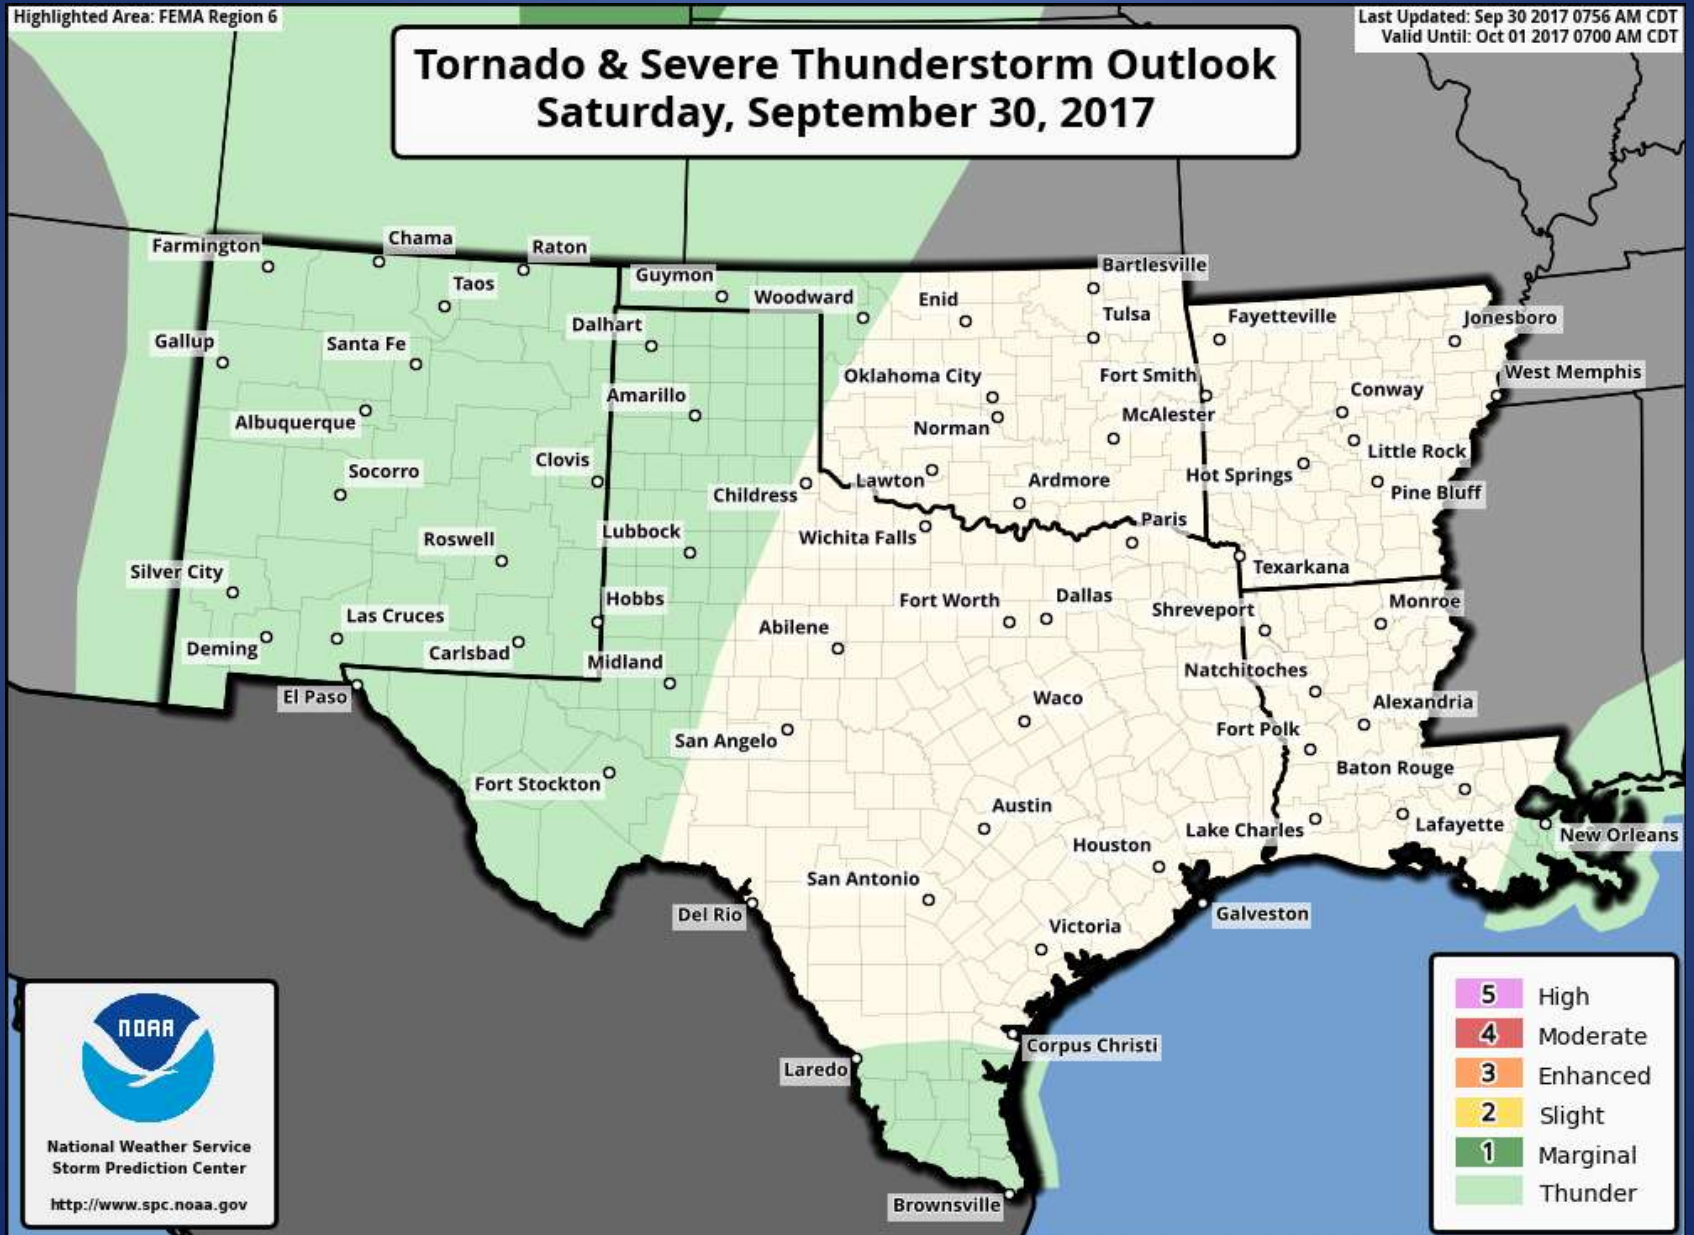 Highlighted Area: FEMA Region 6
Last Updated: Sep 30 2017 0756 AM CDT
Valid Until: Oct 01 2017 0700 AM CDT
Tornado & Severe Thunderstorm Outlook
Saturday, September 30, 2017
Farmington
Chama
Raton
Taos
Guymon
Woodward
Enid
Bartlesville
Tulsa
Fayetteville
Jonesboro
Gallup
Santa Fe
Dalhart
Oklahoma City
Fort Smith
West Memphis
Albuquerque
Amarillo
Norman
McAlester
Conway
Little Rock
Socorro
Clovis
Childress
Lawton
Ardmore
Hot Springs
Pine Bluff
Roswell
Lubbock
Wichita Falls
Paris
Texarkana
Silver City
Las Cruces
Hobbs
Fort Worth
Dallas
Shreveport
Monroe
Deming
Carlsbad
Midland
Abilene
Natchitoches
El Paso
San Angelo
Waco
Fort Polk
Alexandria
Fort Stockton
Austin
Baton Rouge
Houston
Lake Charles
Lafayette
New Orleans
San Antonio
Del Rio
Victoria
Galveston
Corpus Christi
Laredo
Brownsville
NOAA
National Weather Service
Storm Prediction Center
http://www.spc.noaa.gov
5 High
4 Moderate
3 Enhanced
2 Slight
1 Marginal
Thunder